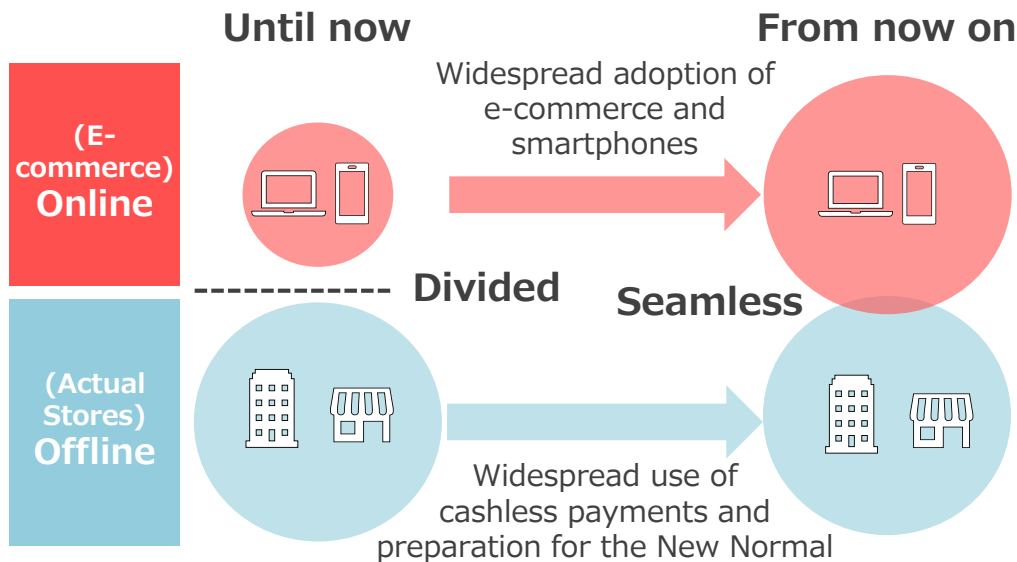 Until now
From now on
(E-
commerce)
Online
Widespread adoption of
e-commerce and
smartphones
Divided
Seamless
(Actual
Stores)
Offline
Widespread use of
cashless payments and
preparation for the New Normal